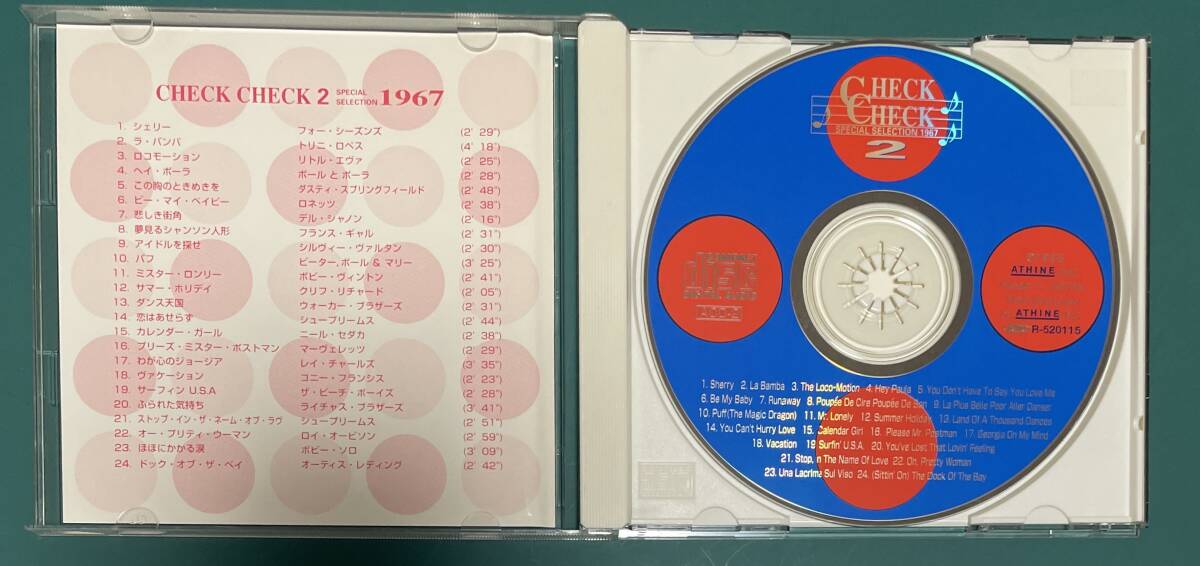 CHECK CHECK 2 SPECIAL SELECTION 1967
1. シェリー フォー・シーズンズ (2' 29")
2. ラ・バンバ トリニ・ロペス (4' 18")
3. ロコモーション リトル・エヴァ (2' 25")
4. ヘイ・ポーラ ポール と ポーラ (2' 28")
5. この胸のときめきを ダスティ・スプリングフィールド (2' 48")
6. ビー・マイ・ベイビー ロネッツ (2' 38")
7. 悲しき街角 デル・シャノン (2' 16")
8. 夢見るシャンソン人形 フランス・ギャル (2' 31")
9. アイドルを探せ シルヴィー・ヴァルタン (2' 30")
10. パフ ピーター, ポール & マリー (3' 25")
11. ミスター・ロンリー ボビー・ヴィントン (2' 41")
12. サマー・ホリデイ クリフ・リチャード (2' 05")
13. ダンス天国 ウォーカー・ブラザーズ (2' 31")
14. 恋はあせらず シュープリームス (2' 44")
15. カレンダー・ガール ニール・セダカ (2' 38")
16. プリーズ・ミスター・ポストマン マーヴェレッツ (2' 29")
17. わが心のジョージア レイ・チャールズ (3' 35")
18. ヴァケーション コニー・フランシス (2' 23")
19. サーフィン U.S.A ザ・ビーチ・ボーイズ (2' 28")
20. ふられた気持ち ライチャス・ブラザーズ (3' 41")
21. ストップ・イン・ザ・ネーム・オブ・ラヴ シュープリームス (2' 51")
22. オー・プリティ・ウーマン ロイ・オービソン (2' 59")
23. ほほにかかる涙 ボビー・ソロ (3' 09")
24. ドック・オブ・ザ・ベイ オーティス・レディング (2' 42")
CHECK
CHECK
SPECIAL SELECTION 1967
2
DIGITAL AUDIO
ATHINE
ATHINE
R-520115
1. Sherry 2. La Bamba 3. The Loco-Motion 4. Hey Paula 5. You Don't Have To Say You Love Me
6. Be My Baby 7. Runaway 8. Poupée De Cire Poupée De Son 9. La Plus Belle Poor Aller Danser
10. Puff(The Magic Dragon) 11. Mr. Lonely 12. Summer Holiday 13. Land Of A Thousand Dances
14. You Can't Hurry Love 15. Calendar Girl 16. Please Mr. Postman 17. Georgia On My Mind
18. Vacation 19. Surfin' U.S.A. 20. You've Lost That Lovin' Feeling
21. Stop, In The Name Of Love 22. Oh, Pretty Woman
23. Una Lacrima Sul Viso 24. (Sittin' On) The Dock Of The Bay